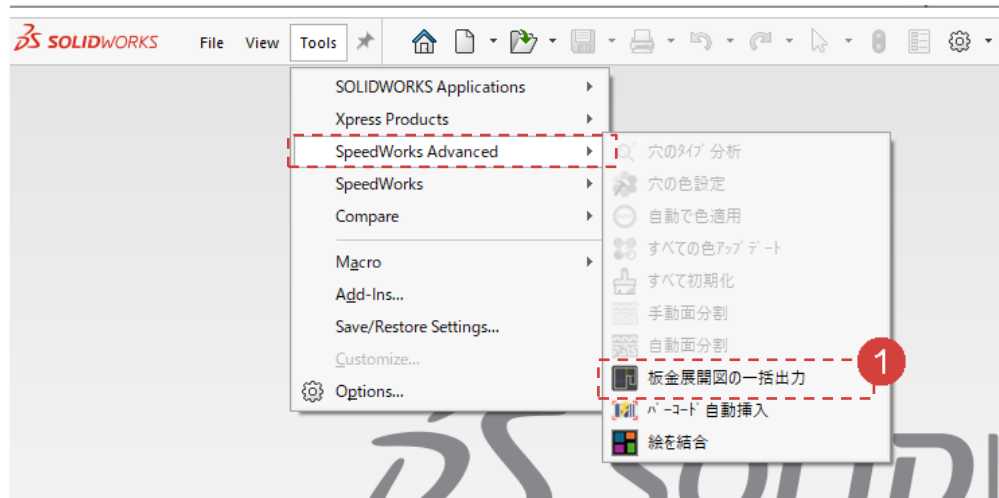 SOLIDWORKS File View Tools
SOLIDWORKS Applications
Xpress Products
SpeedWorks Advanced
SpeedWorks
Compare
Macro
Add-Ins...
Save/Restore Settings...
Customize...
Options...
穴のﾀｲﾌﾟ分析
穴の色設定
自動で色適用
すべての色ｱｯﾌﾟﾃﾞｰﾄ
すべて初期化
手動面分割
自動面分割
1
板金展開図の一括出力
ﾊﾞｰｺｰﾄﾞ自動挿入
絵を結合